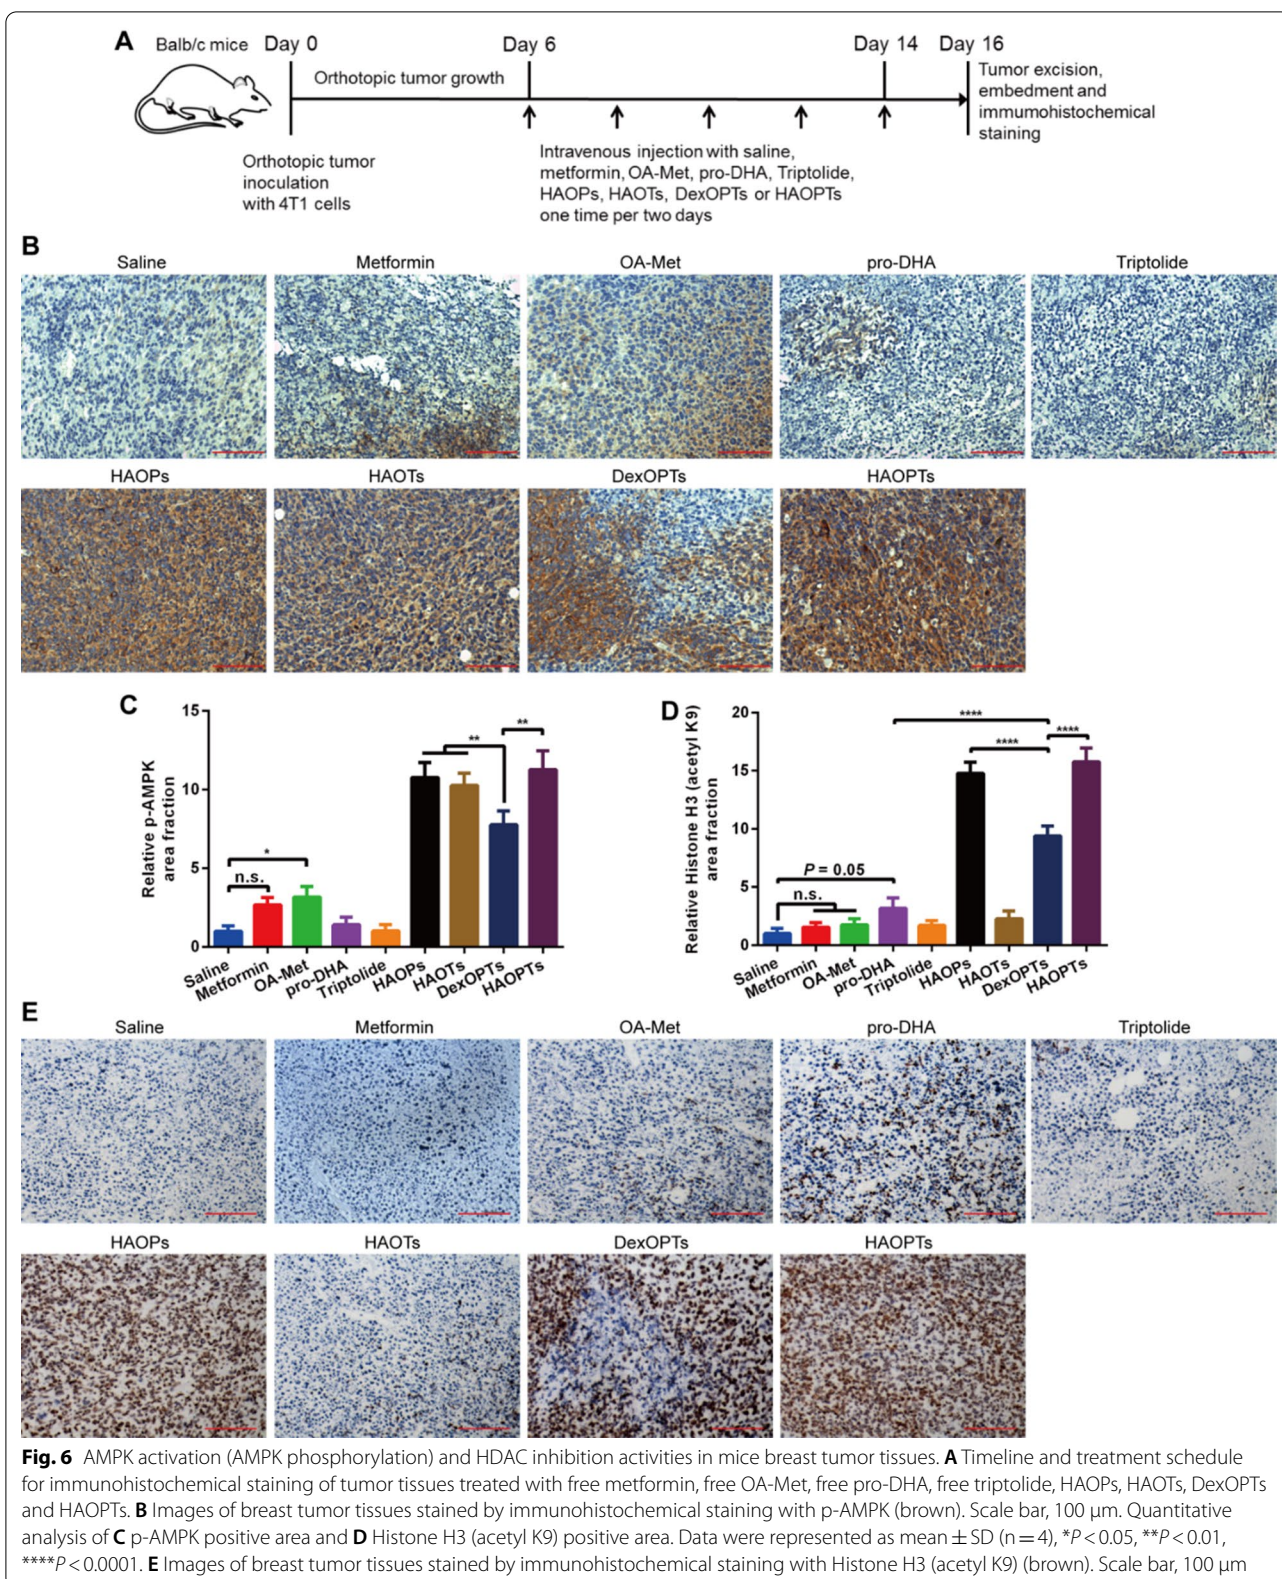 A
Balb/c mice
Day 0
Day 6
Day 14
Day 16
Orthotopic tumor growth
Tumor excision,
embedment and
immumohistochemical
staining
Orthotopic tumor
inoculation
with 4T1 cells
Intravenous injection with saline,
metformin, OA-Met, pro-DHA, Triptolide,
HAOPs, HAOTs, DexOPTs or HAOPTs
one time per two days
B
Saline
Metformin
OA-Met
pro-DHA
Triptolide
HAOPs
HAOTs
DexOPTs
HAOPTs
C
Relative p-AMPK
area fraction
15
10
5
0
n.s.
*
**
**
Saline
Metformin
OA-Met
pro-DHA
Triptolide
HAOPs
HAOTs
DexOPTs
HAOPTs
D
Relative Histone H3 (acetyl K9)
area fraction
20
15
10
5
0
n.s.
P = 0.05
****
****
****
Saline
Metformin
OA-Met
pro-DHA
Triptolide
HAOPs
HAOTs
DexOPTs
HAOPTs
E
Saline
Metformin
OA-Met
pro-DHA
Triptolide
HAOPs
HAOTs
DexOPTs
HAOPTs
Fig. 6 AMPK activation (AMPK phosphorylation) and HDAC inhibition activities in mice breast tumor tissues. A Timeline and treatment schedule
for immunohistochemical staining of tumor tissues treated with free metformin, free OA-Met, free pro-DHA, free triptolide, HAOPs, HAOTs, DexOPTs
and HAOPTs. B Images of breast tumor tissues stained by immunohistochemical staining with p-AMPK (brown). Scale bar, 100 μm. Quantitative
analysis of C p-AMPK positive area and D Histone H3 (acetyl K9) positive area. Data were represented as mean ± SD (n = 4), *P < 0.05, **P < 0.01,
****P < 0.0001. E Images of breast tumor tissues stained by immunohistochemical staining with Histone H3 (acetyl K9) (brown). Scale bar, 100 μm